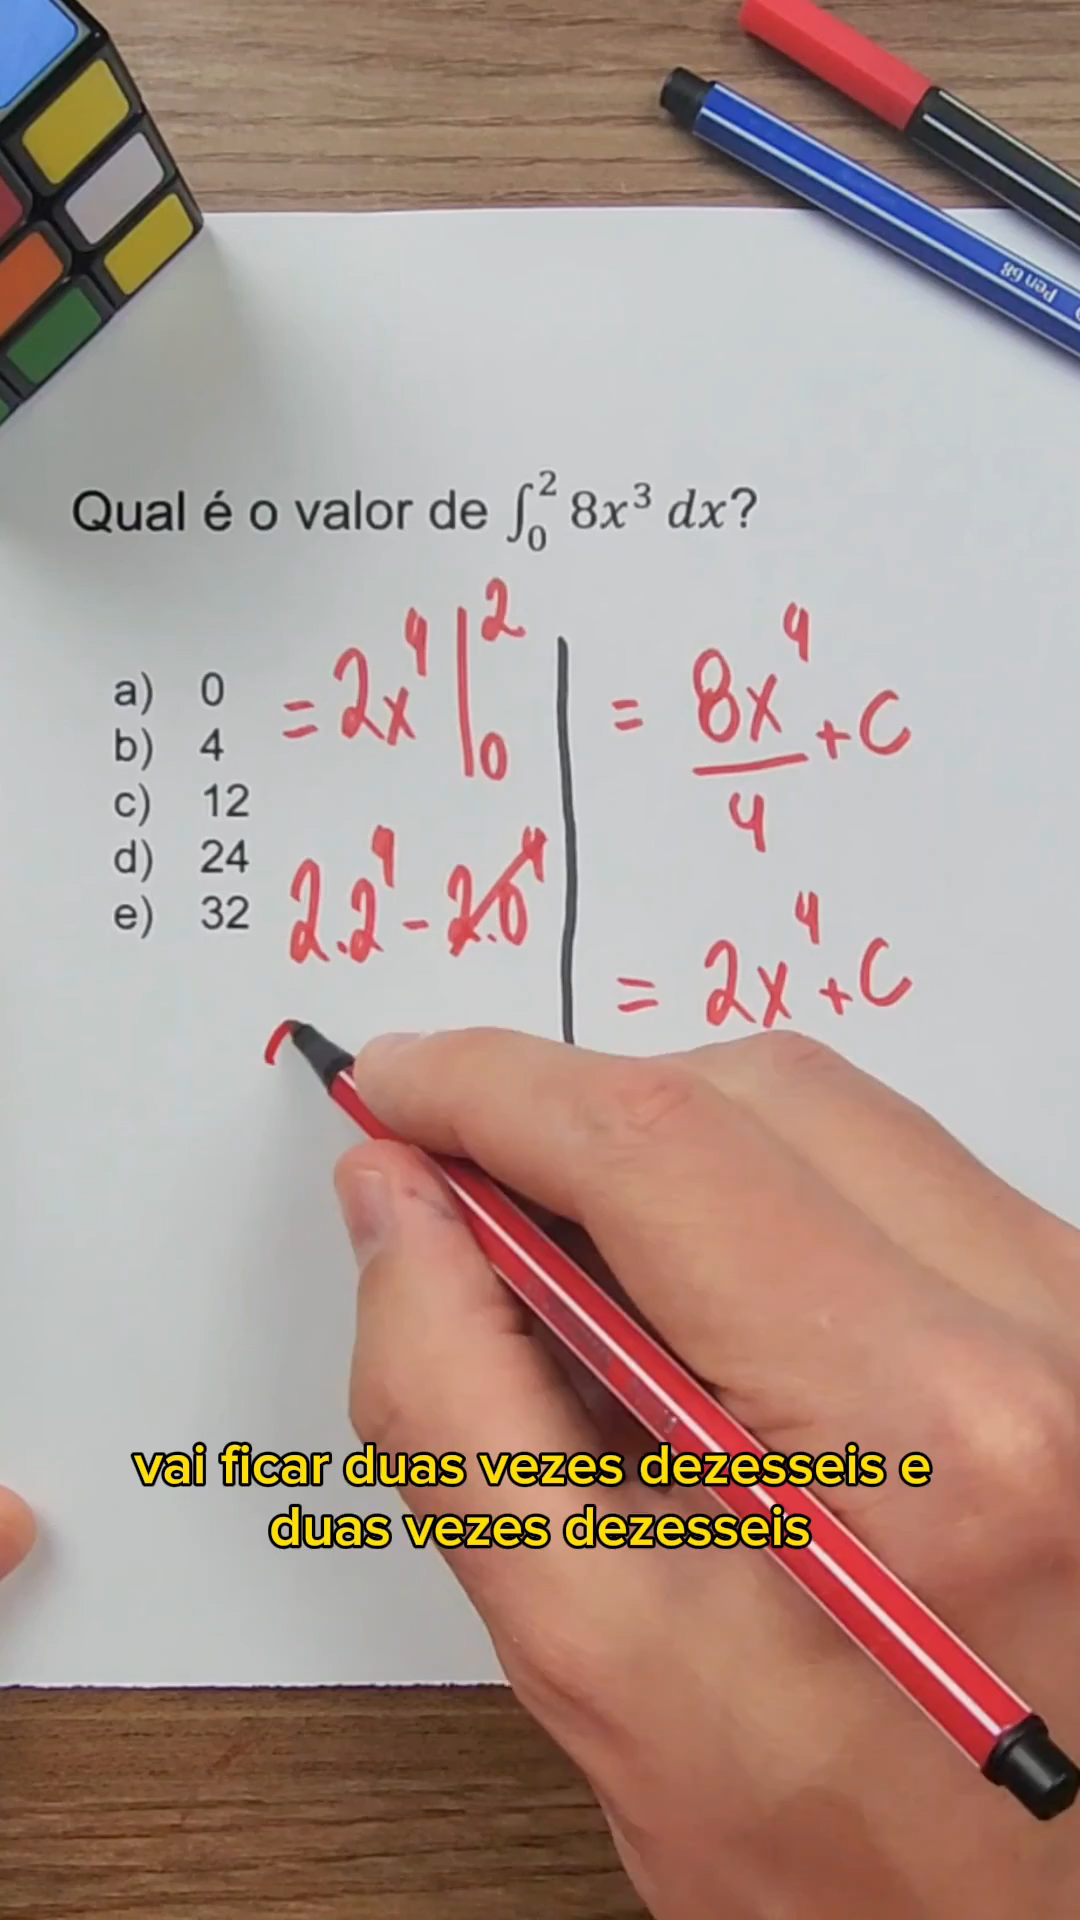 Pen 68
Qual é o valor de ∫₀² 8x³ dx?
a) 0
b) 4
c) 12
d) 24
e) 32
= 2x⁴ |₀²
2.2⁴ - 2.0⁴
= 8x⁴/4 + C
= 2x⁴ + C
vai ficar duas vezes dezesseis e
duas vezes dezesseis